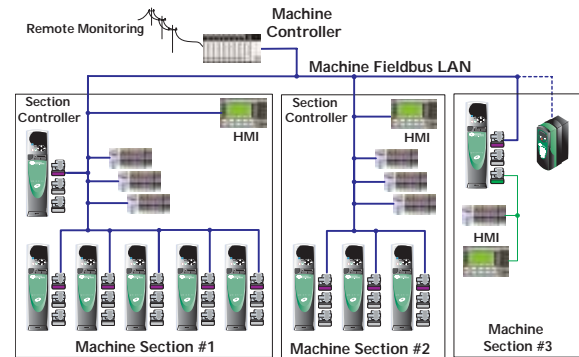 Remote Monitoring
Machine
Controller
Machine Fieldbus LAN
Section
Controller
HMI
Section
Controller
HMI
HMI
Machine Section #1
Machine
Section #2
Machine
Section #3